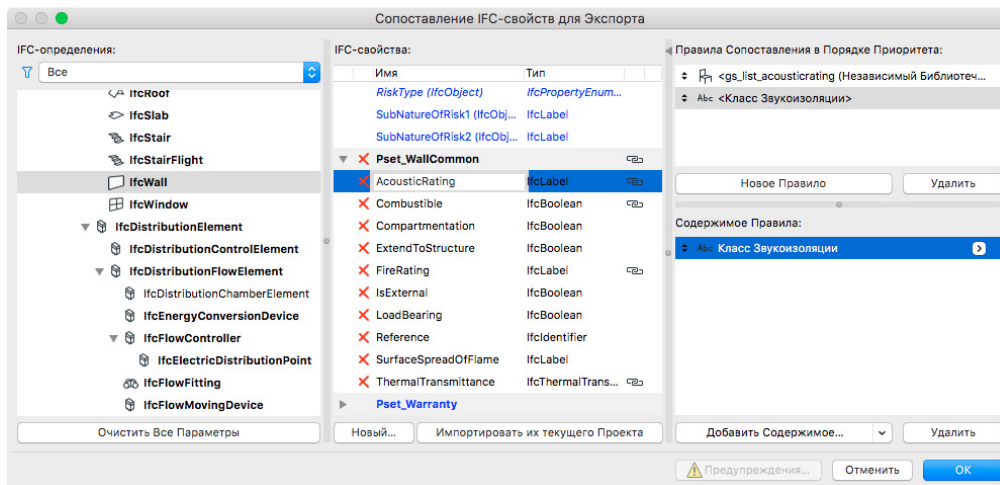 Сопоставление IFC-свойств для Экспорта
IFC-определения:
Все
IfcRoof
IfcSlab
IfcStair
IfcStairFlight
IfcWall
IfcWindow
IfcDistributionElement
IfcDistributionControlElement
IfcDistributionFlowElement
IfcDistributionChamberElement
IfcEnergyConversionDevice
IfcFlowController
IfcElectricDistributionPoint
IfcFlowFitting
IfcFlowMovingDevice
Очистить Все Параметры
IFC-свойства:
Имя Тип
RiskType (IfcObject) IfcPropertyEnum...
SubNatureOfRisk1 (IfcObj... IfcLabel
SubNatureOfRisk2 (IfcObj... IfcLabel
Pset_WallCommon
AcousticRating IfcLabel
Combustible IfcBoolean
Compartmentation IfcBoolean
ExtendToStructure IfcBoolean
FireRating IfcLabel
IsExternal IfcBoolean
LoadBearing IfcBoolean
Reference IfcIdentifier
SurfaceSpreadOfFlame IfcLabel
ThermalTransmittance IfcThermalTrans...
Pset_Warranty
Новый... Импортировать их текущего Проекта
Правила Сопоставления в Порядке Приоритета:
<gs_list_acousticrating (Независимый Библиотеч...
Abc <Класс Звукоизоляции>
Новое Правило Удалить
Содержимое Правила:
Abc Класс Звукоизоляции
Добавить Содержимое... Удалить
Предупреждения... Отменить OK